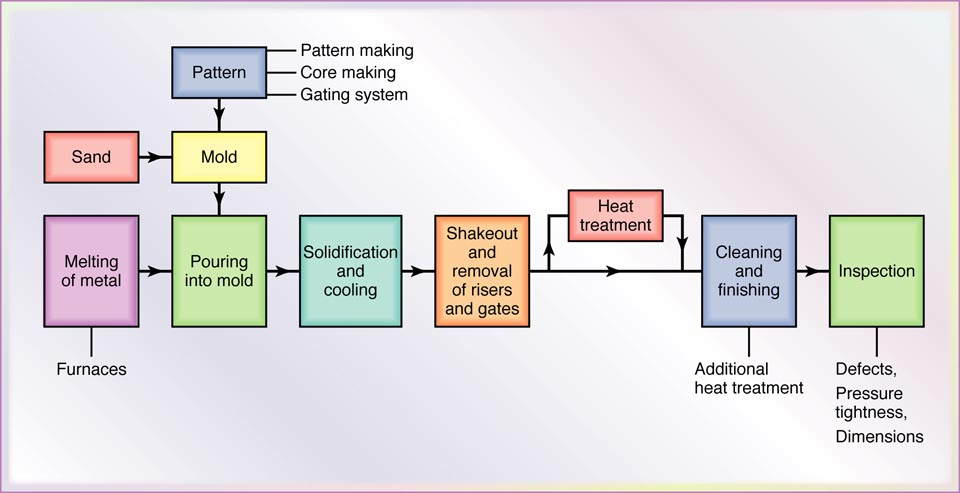 Pattern
Pattern making
Core making
Gating system
Sand
Mold
Heat
treatment
Melting
of metal
Pouring
into mold
Solidification
and
cooling
Shakeout
and
removal
of risers
and gates
Cleaning
and
finishing
Inspection
Furnaces
Additional
heat treatment
Defects,
Pressure
tightness,
Dimensions